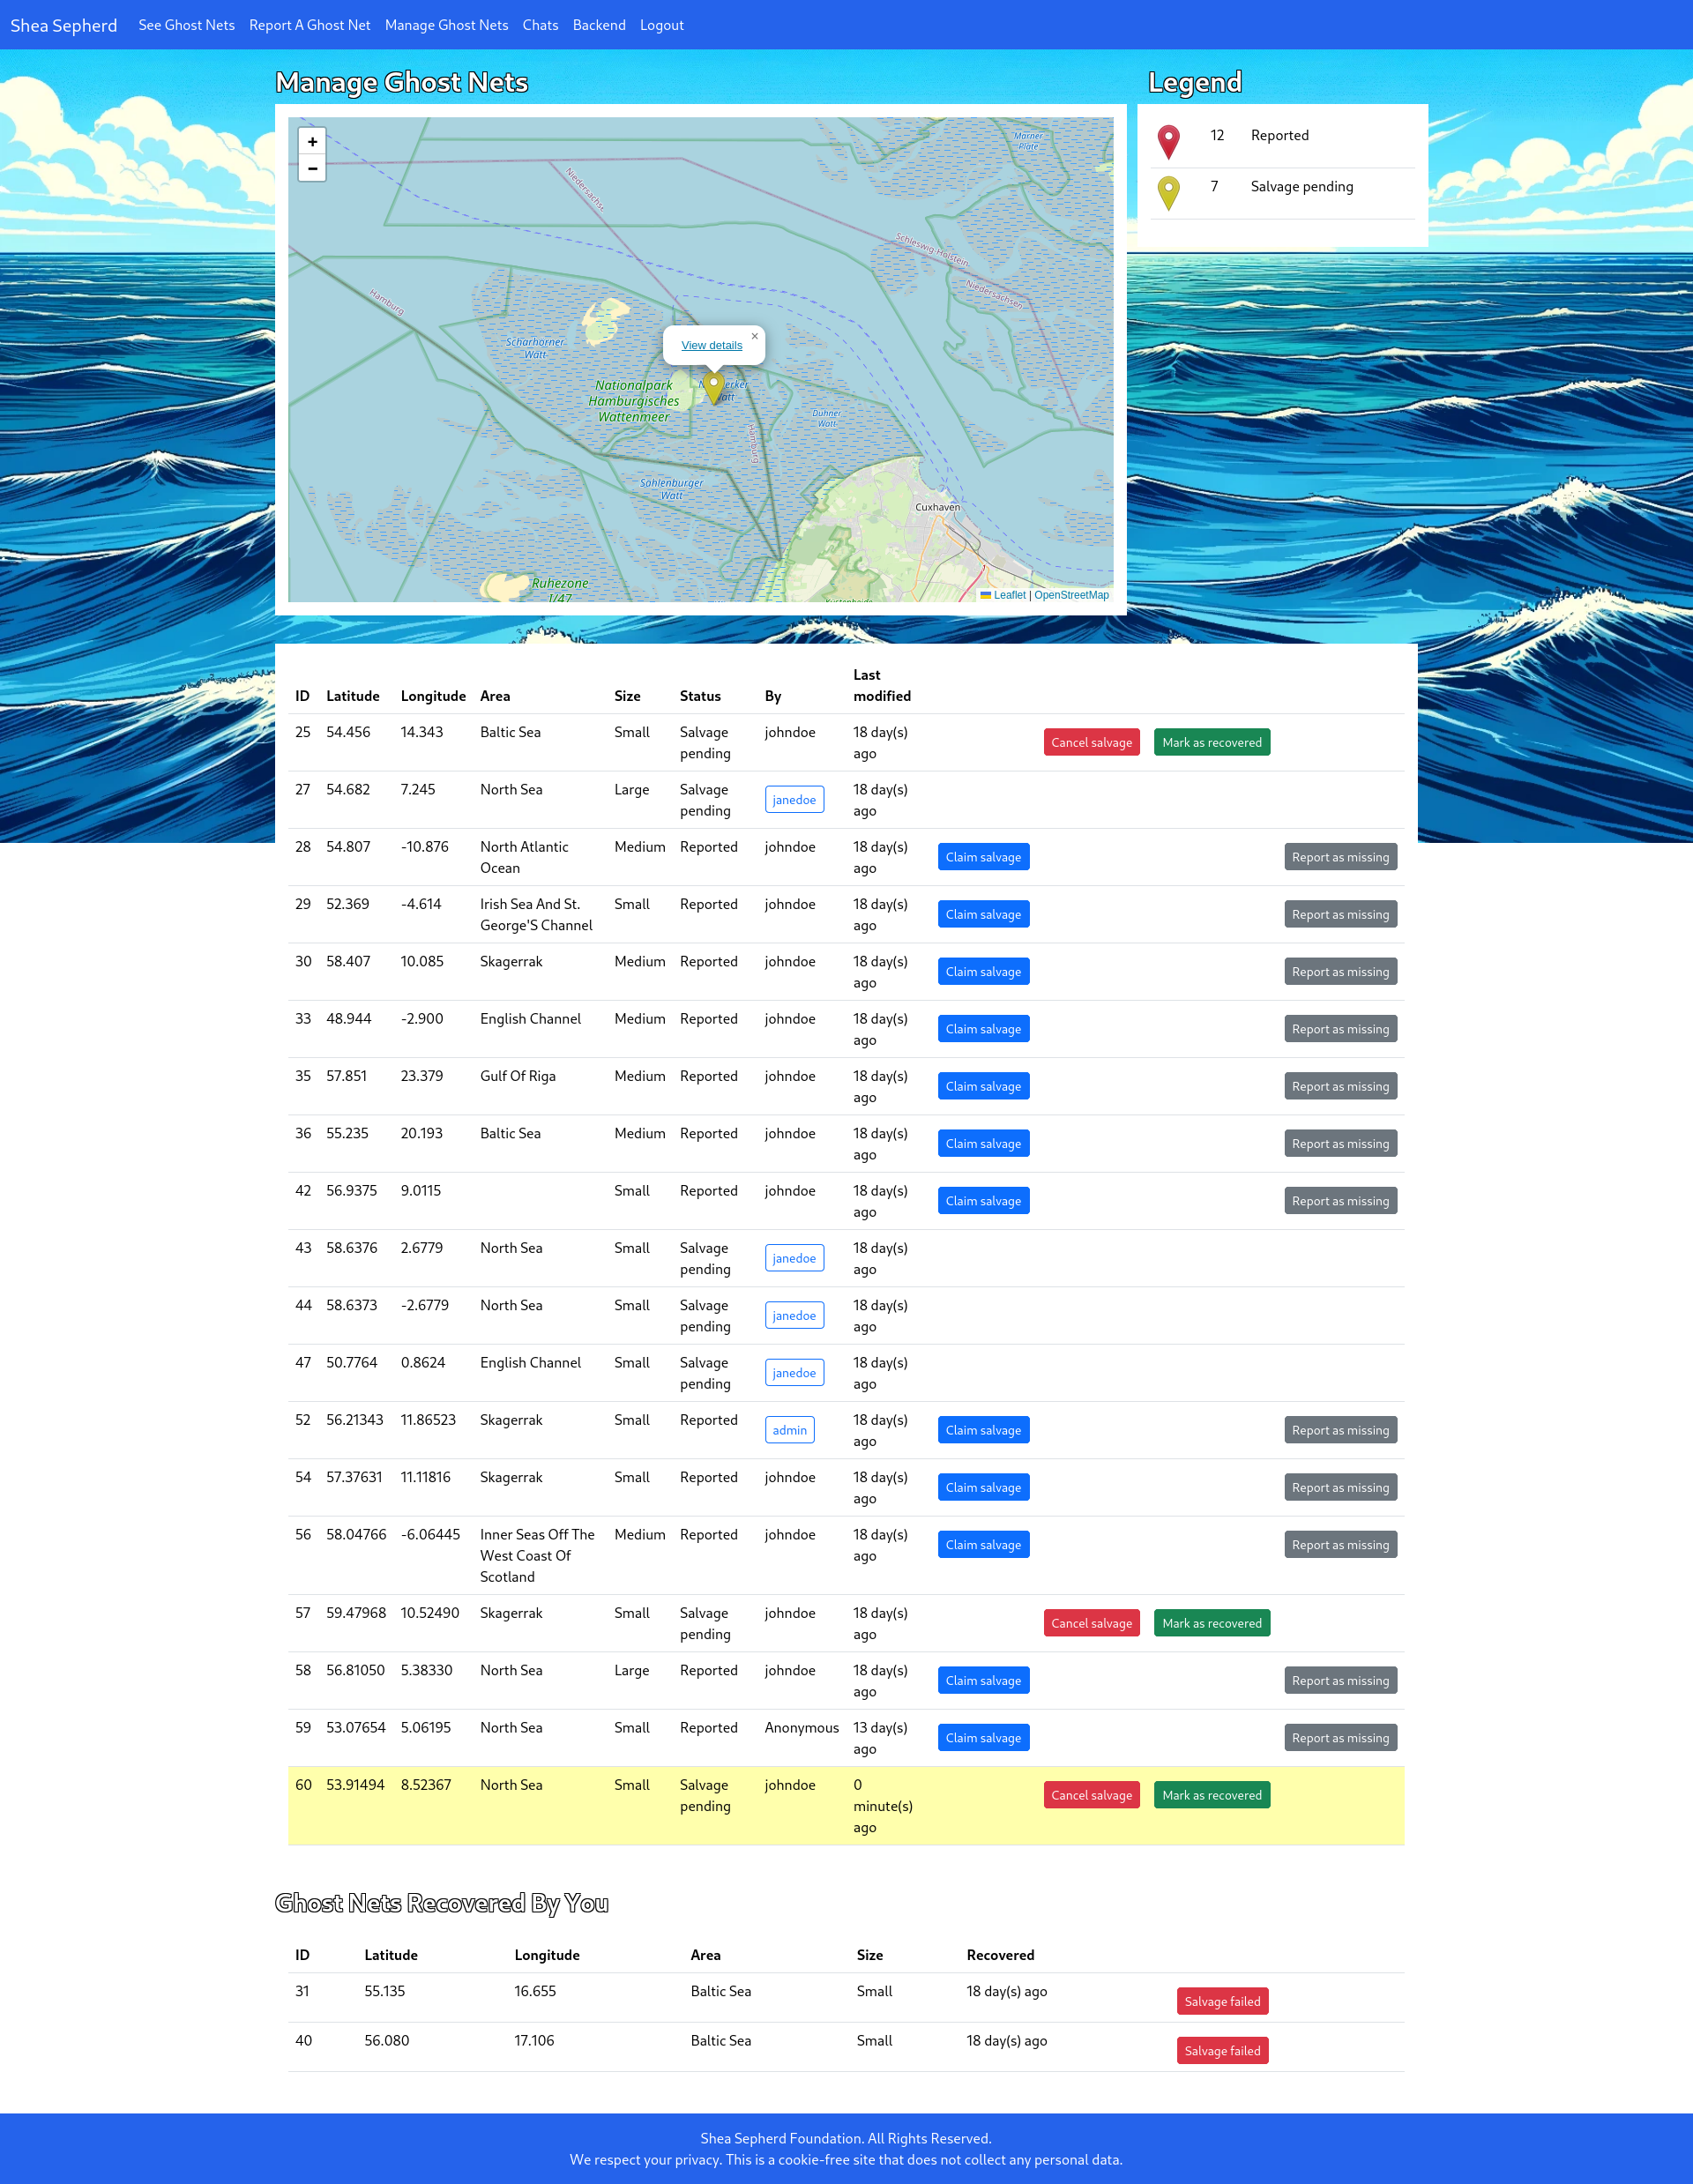 Shea Sepherd See Ghost Nets Report A Ghost Net Manage Ghost Nets Chats Backend Logout
Manage Ghost Nets
Legend
12 Reported
7 Salvage pending
+
−
Marner
Plate
Niedersachse
Schleswig-Holstein
Niedersachsen
Hamburg
Scharhörner
Watt
× 
View details
Nationalpark
Hamburgisches
Wattenmeer
Watt
Duhner
Watt
Hamburg
Sahlenburger
Watt
Cuxhaven
Ruhezone
I/47
Leaflet | OpenStreetMap
ID Latitude Longitude Area Size Status By Last
modified
25 54.456 14.343 Baltic Sea Small Salvage
pending johndoe 18 day(s)
ago Cancel salvage Mark as recovered
27 54.682 7.245 North Sea Large Salvage
pending janedoe 18 day(s)
ago
28 54.807 -10.876 North Atlantic
Ocean Medium Reported johndoe 18 day(s)
ago Claim salvage Report as missing
29 52.369 -4.614 Irish Sea And St.
George'S Channel Small Reported johndoe 18 day(s)
ago Claim salvage Report as missing
30 58.407 10.085 Skagerrak Medium Reported johndoe 18 day(s)
ago Claim salvage Report as missing
33 48.944 -2.900 English Channel Medium Reported johndoe 18 day(s)
ago Claim salvage Report as missing
35 57.851 23.379 Gulf Of Riga Medium Reported johndoe 18 day(s)
ago Claim salvage Report as missing
36 55.235 20.193 Baltic Sea Medium Reported johndoe 18 day(s)
ago Claim salvage Report as missing
42 56.9375 9.0115 Small Reported johndoe 18 day(s)
ago Claim salvage Report as missing
43 58.6376 2.6779 North Sea Small Salvage
pending janedoe 18 day(s)
ago
44 58.6373 -2.6779 North Sea Small Salvage
pending janedoe 18 day(s)
ago
47 50.7764 0.8624 English Channel Small Salvage
pending janedoe 18 day(s)
ago
52 56.21343 11.86523 Skagerrak Small Reported admin 18 day(s)
ago Claim salvage Report as missing
54 57.37631 11.11816 Skagerrak Small Reported johndoe 18 day(s)
ago Claim salvage Report as missing
56 58.04766 -6.06445 Inner Seas Off The
West Coast Of
Scotland Medium Reported johndoe 18 day(s)
ago Claim salvage Report as missing
57 59.47968 10.52490 Skagerrak Small Salvage
pending johndoe 18 day(s)
ago Cancel salvage Mark as recovered
58 56.81050 5.38330 North Sea Large Reported johndoe 18 day(s)
ago Claim salvage Report as missing
59 53.07654 5.06195 North Sea Small Reported Anonymous 13 day(s)
ago Claim salvage Report as missing
60 53.91494 8.52367 North Sea Small Salvage
pending johndoe 0
minute(s)
ago Cancel salvage Mark as recovered
Ghost Nets Recovered By You
ID Latitude Longitude Area Size Recovered
31 55.135 16.655 Baltic Sea Small 18 day(s) ago Salvage failed
40 56.080 17.106 Baltic Sea Small 18 day(s) ago Salvage failed
Shea Sepherd Foundation. All Rights Reserved.
We respect your privacy. This is a cookie-free site that does not collect any personal data.